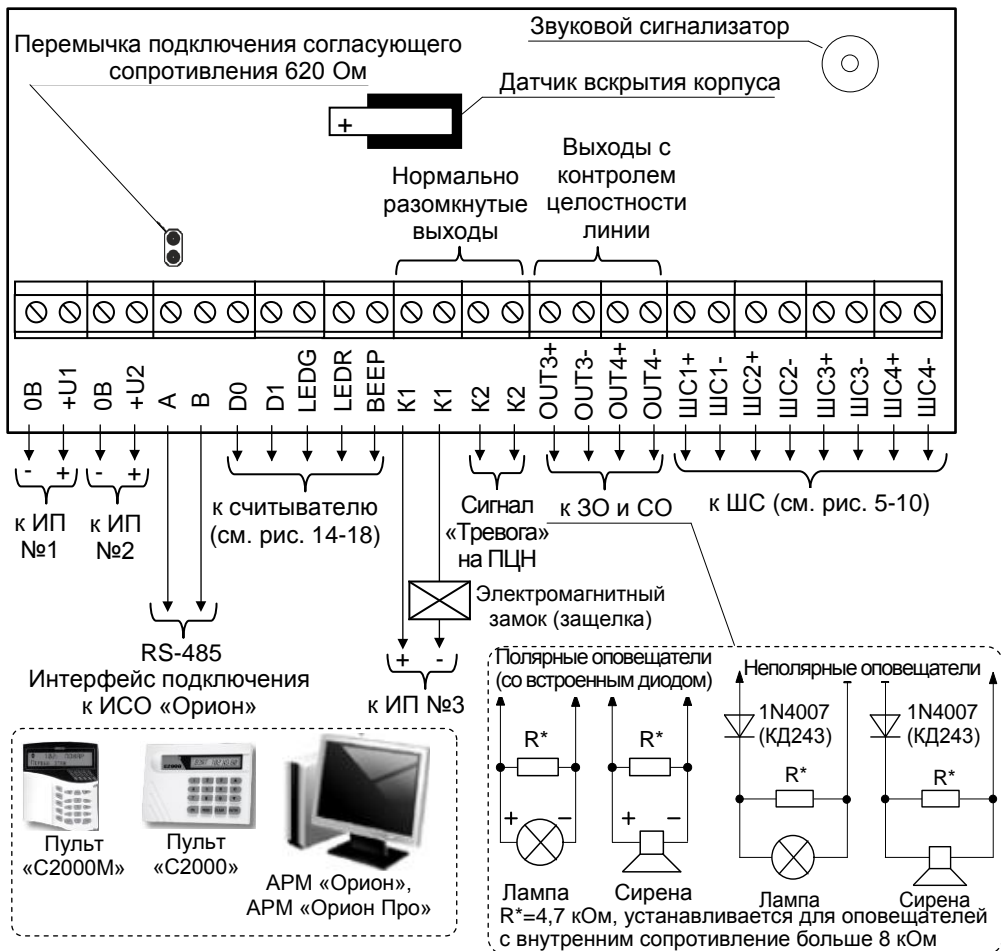 Перемычка подключения согласующего
сопротивления 620 Ом
Звуковой сигнализатор
Датчик вскрытия корпуса
+
Нормально
разомкнутые
выходы
Выходы с
контролем
целостности
линии
0В
+U1
0В
+U2
A
B
D0
D1
LEDG
LEDR
BEEP
К1
К1
К2
К2
OUT3+
OUT3-
OUT4+
OUT4-
ШС1+
ШС1-
ШС2+
ШС2-
ШС3+
ШС3-
ШС4+
ШС4-
- +
- +
к ИП
№1
к ИП
№2
к считывателю
(см. рис. 14-18)
Сигнал
«Тревога»
на ПЦН
к ЗО и СО
к ШС (см. рис. 5-10)
Электромагнитный
замок (защелка)
RS-485
Интерфейс подключения
к ИСО «Орион»
+ -
к ИП №3
Пульт
«С2000М»
Пульт
«С2000»
АРМ «Орион»,
АРМ «Орион Про»
Полярные оповещатели
(со встроенным диодом)
Неполярные оповещатели
R*
+ –
Лампа
R*
+ –
Сирена
1N4007
(КД243)
R*
Лампа
1N4007
(КД243)
R*
Сирена
R*=4,7 кОм, устанавливается для оповещателей
с внутренним сопротивление больше 8 кОм